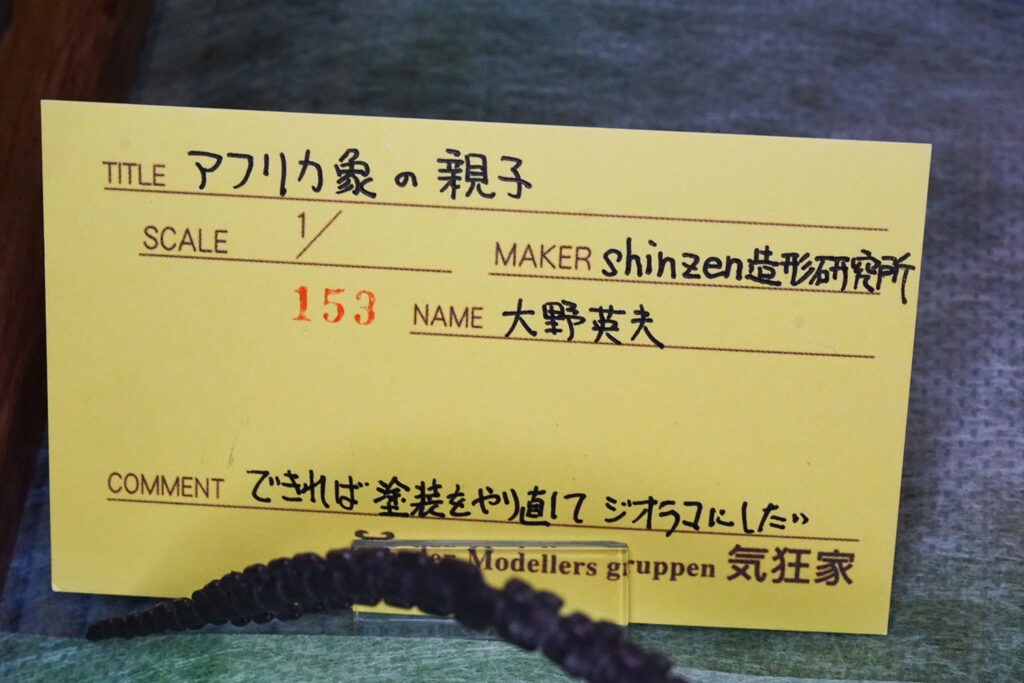 TITLE アフリカ象の親子
SCALE 1/
MAKER shinzen造形研究所
153
NAME 大野英夫
COMMENT できれば塗装をやり直してジオラマにしたい
Modellers gruppen 気狂家